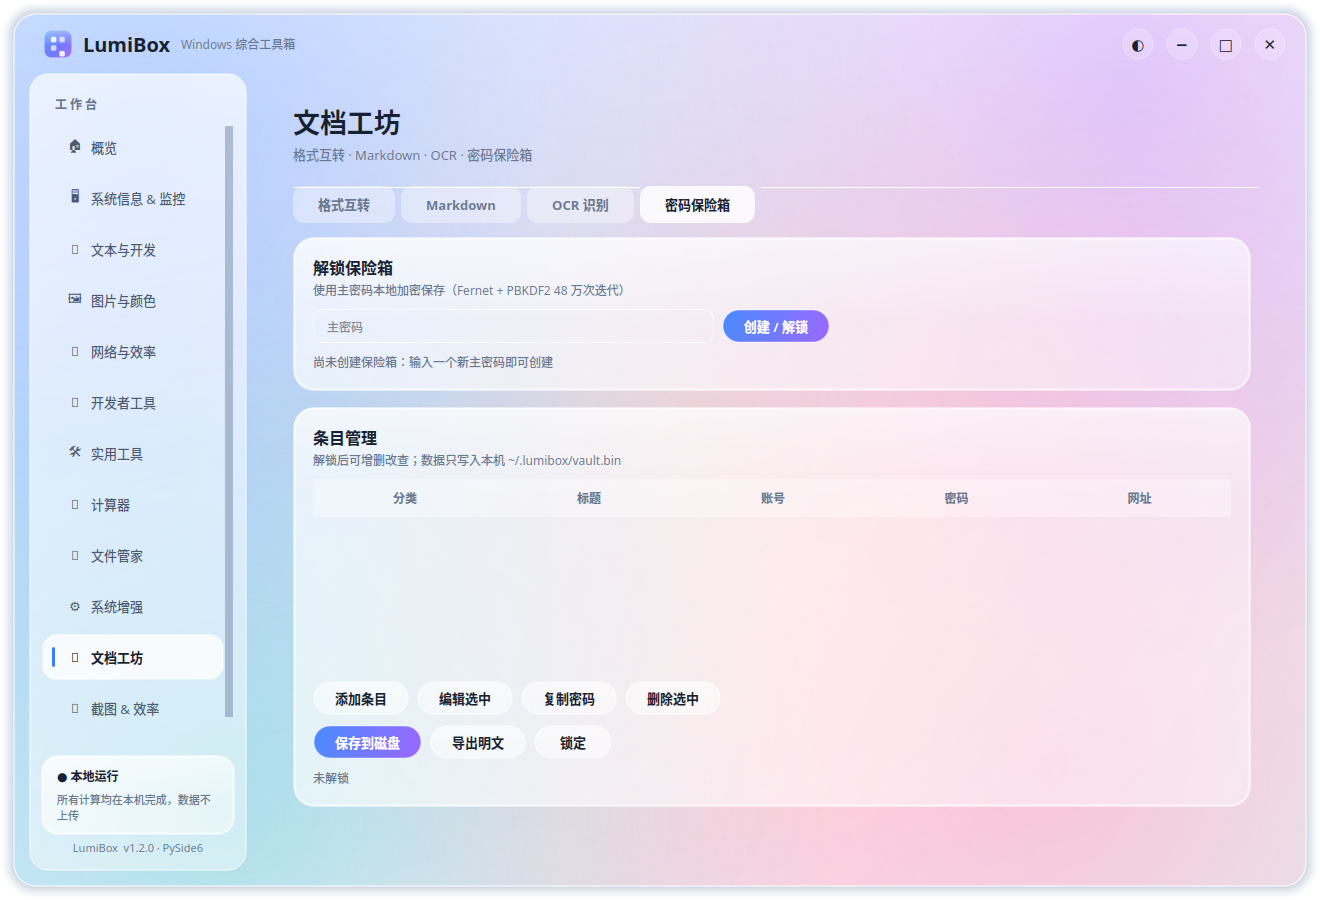 LumiBox Windows 综合工具箱
工作台
概览
系统信息 & 监控
文本与开发
图片与颜色
网络与效率
开发者工具
实用工具
计算器
文件管家
系统增强
文档工坊
截图 & 效率
● 本地运行
所有计算均在本机完成，数据不
上传
LumiBox v1.2.0 · PySide6
文档工坊
格式互转 · Markdown · OCR · 密码保险箱
格式互转 Markdown OCR 识别 密码保险箱
解锁保险箱
使用主密码本地加密保存（Fernet + PBKDF2 48 万次迭代）
主密码 创建 / 解锁
尚未创建保险箱：输入一个新主密码即可创建
条目管理
解锁后可增删改查；数据只写入本机 ~/.lumibox/vault.bin
分类 标题 账号 密码 网址
添加条目 编辑选中 复制密码 删除选中
保存到磁盘 导出明文 锁定
未解锁